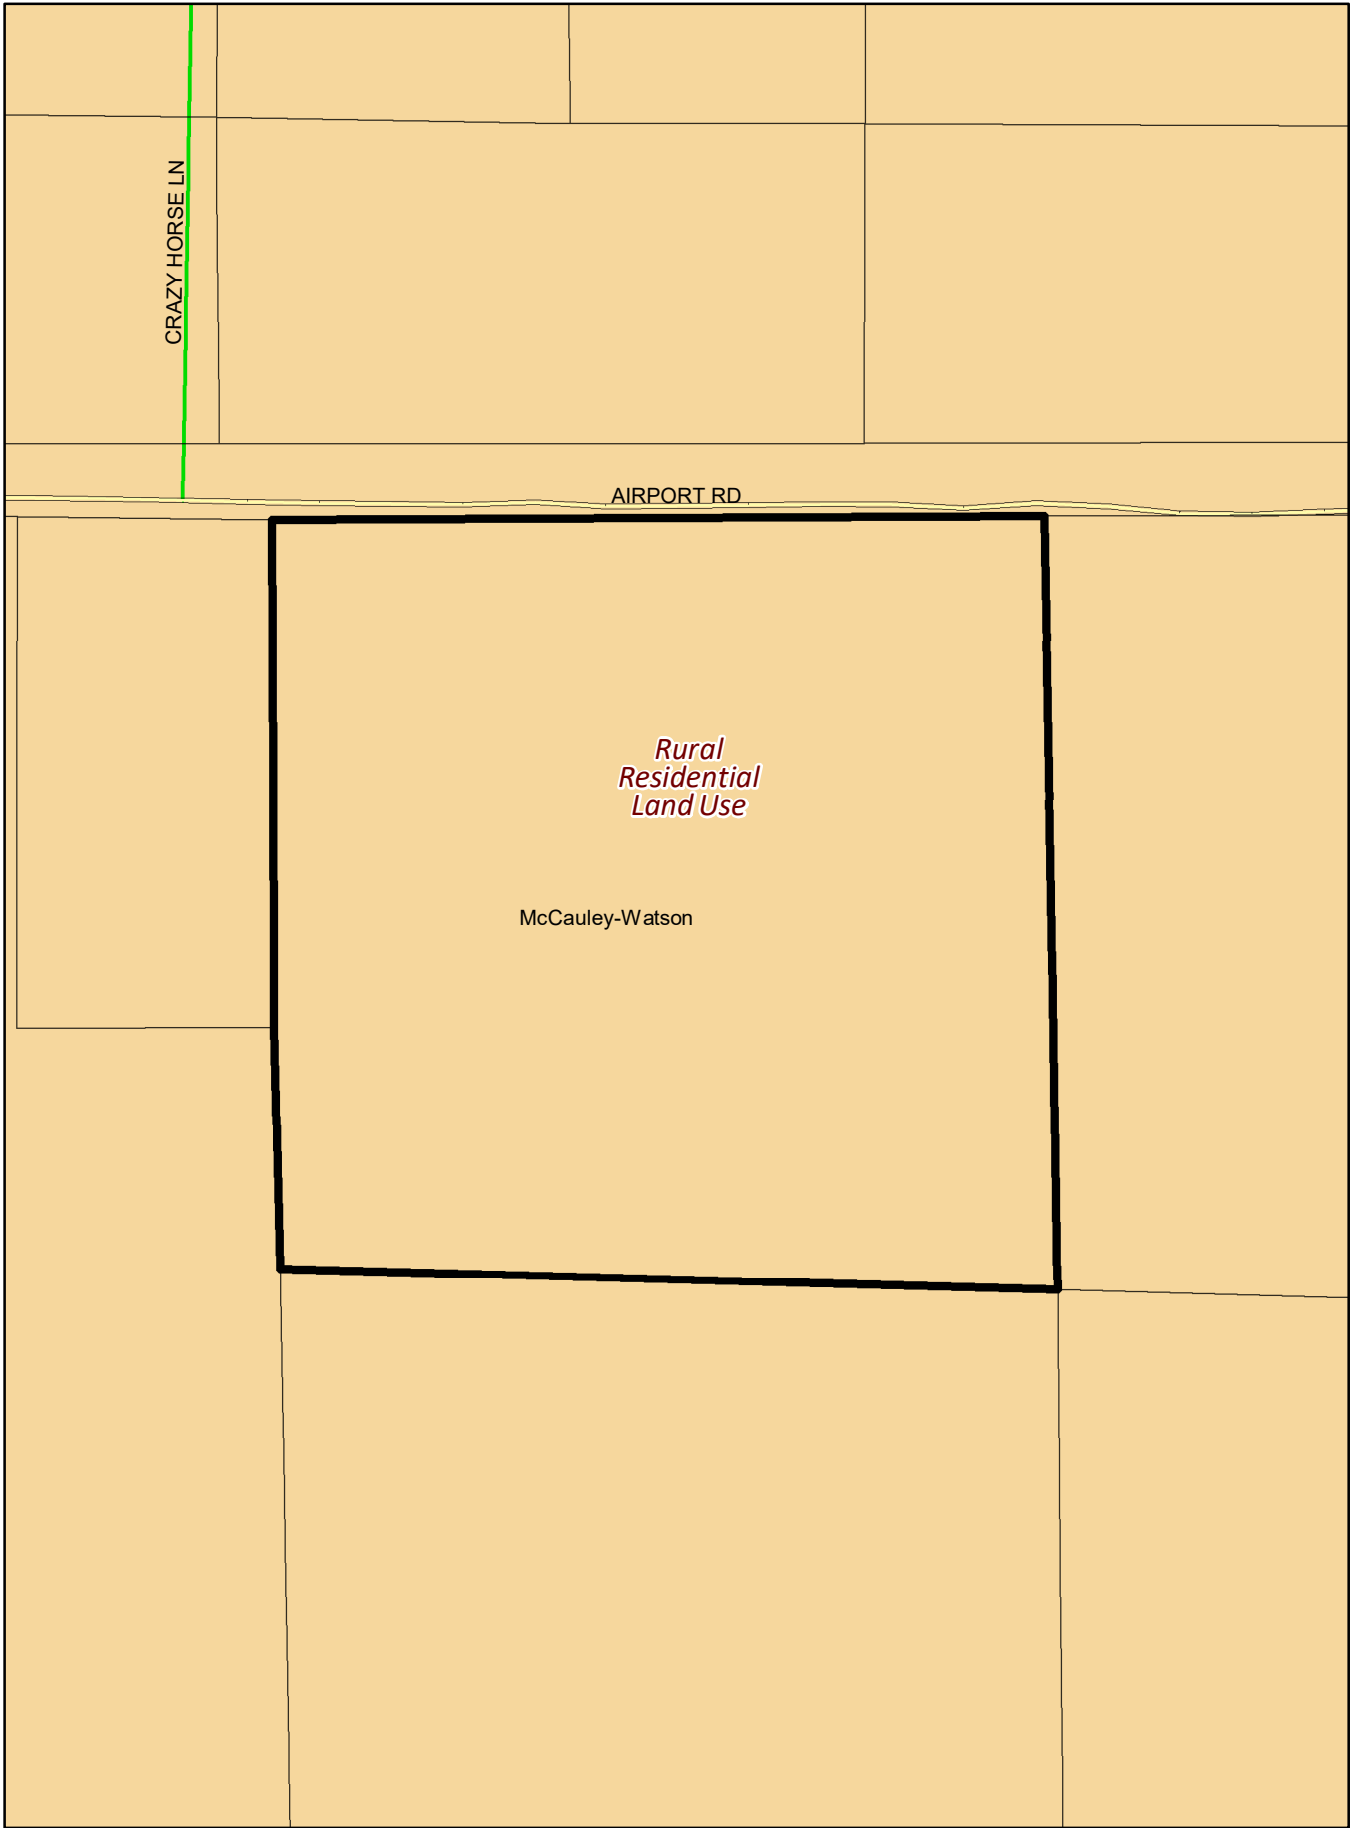 CRAZY HORSE LN
AIRPORT RD
Rural
Residential
Land Use
McCauley-Watson